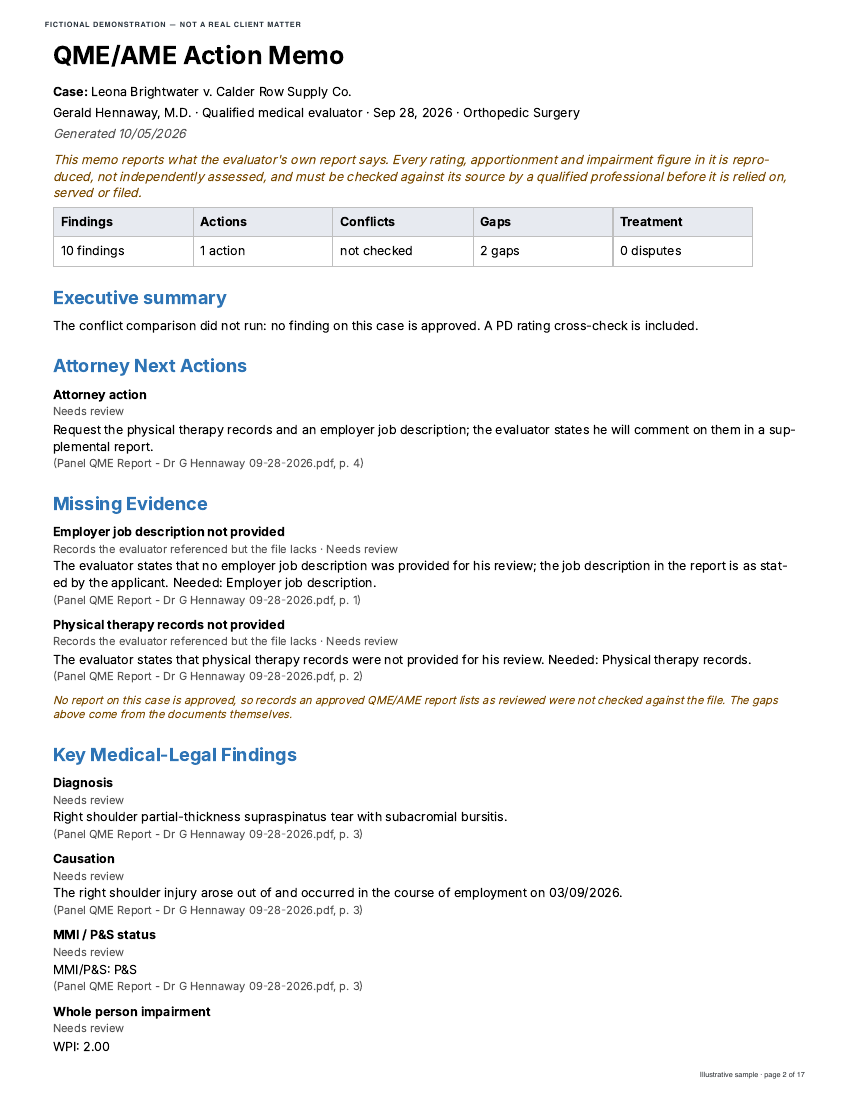 FICTIONAL DEMONSTRATION — NOT A REAL CLIENT MATTER
QME/AME Action Memo
Case: Leona Brightwater v. Calder Row Supply Co.
Gerald Hennaway, M.D. · Qualified medical evaluator · Sep 28, 2026 · Orthopedic Surgery
Generated 10/05/2026
This memo reports what the evaluator's own report says. Every rating, apportionment and impairment figure in it is repro-
duced, not independently assessed, and must be checked against its source by a qualified professional before it is relied on,
served or filed.
Findings Actions Conflicts Gaps Treatment
10 findings 1 action not checked 2 gaps 0 disputes
Executive summary
The conflict comparison did not run: no finding on this case is approved. A PD rating cross-check is included.
Attorney Next Actions
Attorney action
Needs review
Request the physical therapy records and an employer job description; the evaluator states he will comment on them in a sup-
plemental report.
(Panel QME Report - Dr G Hennaway 09-28-2026.pdf, p. 4)
Missing Evidence
Employer job description not provided
Records the evaluator referenced but the file lacks · Needs review
The evaluator states that no employer job description was provided for his review; the job description in the report is as stat-
ed by the applicant. Needed: Employer job description.
(Panel QME Report - Dr G Hennaway 09-28-2026.pdf, p. 1)
Physical therapy records not provided
Records the evaluator referenced but the file lacks · Needs review
The evaluator states that physical therapy records were not provided for his review. Needed: Physical therapy records.
(Panel QME Report - Dr G Hennaway 09-28-2026.pdf, p. 2)
No report on this case is approved, so records an approved QME/AME report lists as reviewed were not checked against the file. The gaps
above come from the documents themselves.
Key Medical-Legal Findings
Diagnosis
Needs review
Right shoulder partial-thickness supraspinatus tear with subacromial bursitis.
(Panel QME Report - Dr G Hennaway 09-28-2026.pdf, p. 3)
Causation
Needs review
The right shoulder injury arose out of and occurred in the course of employment on 03/09/2026.
(Panel QME Report - Dr G Hennaway 09-28-2026.pdf, p. 3)
MMI / P&S status
Needs review
MMI/P&S: P&S
(Panel QME Report - Dr G Hennaway 09-28-2026.pdf, p. 3)
Whole person impairment
Needs review
WPI: 2.00
Illustrative sample · page 2 of 17